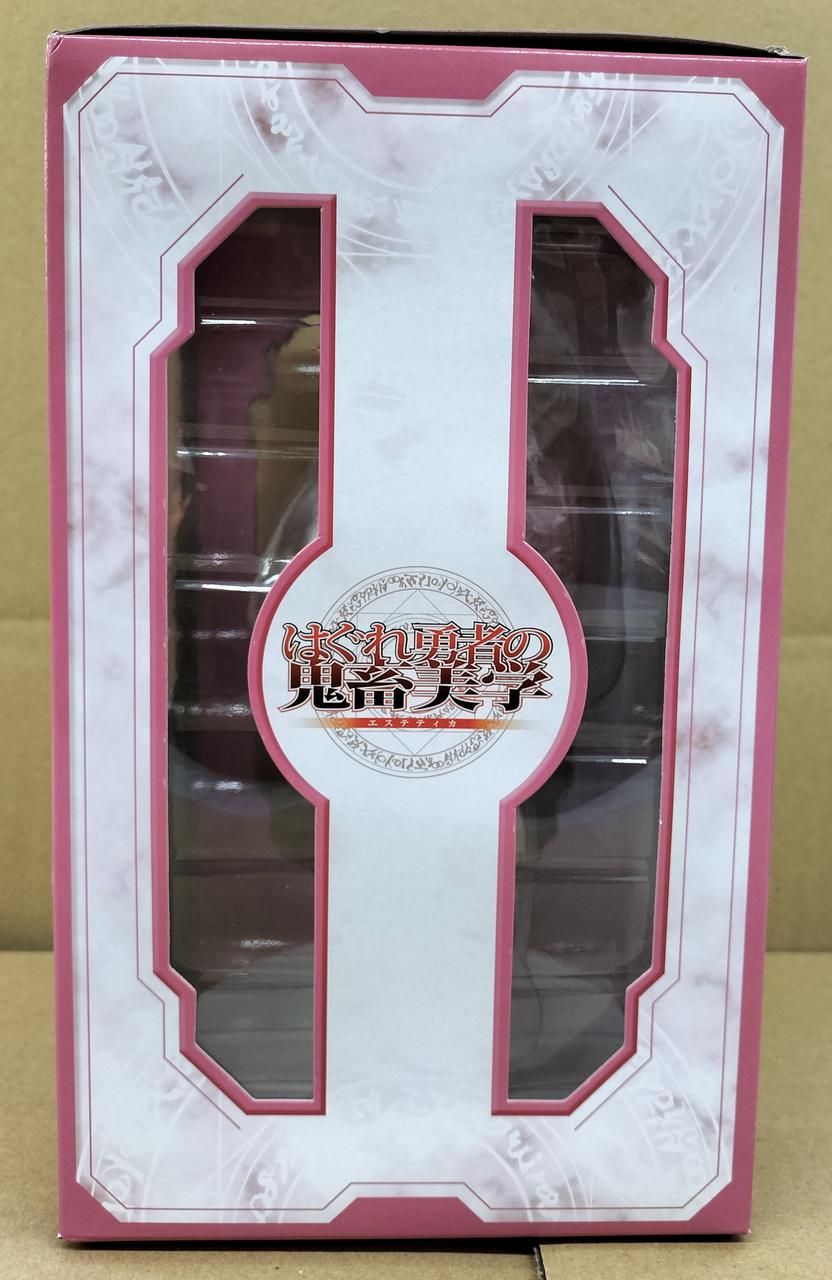 はぐれ勇者の
鬼畜美学
エステティカ